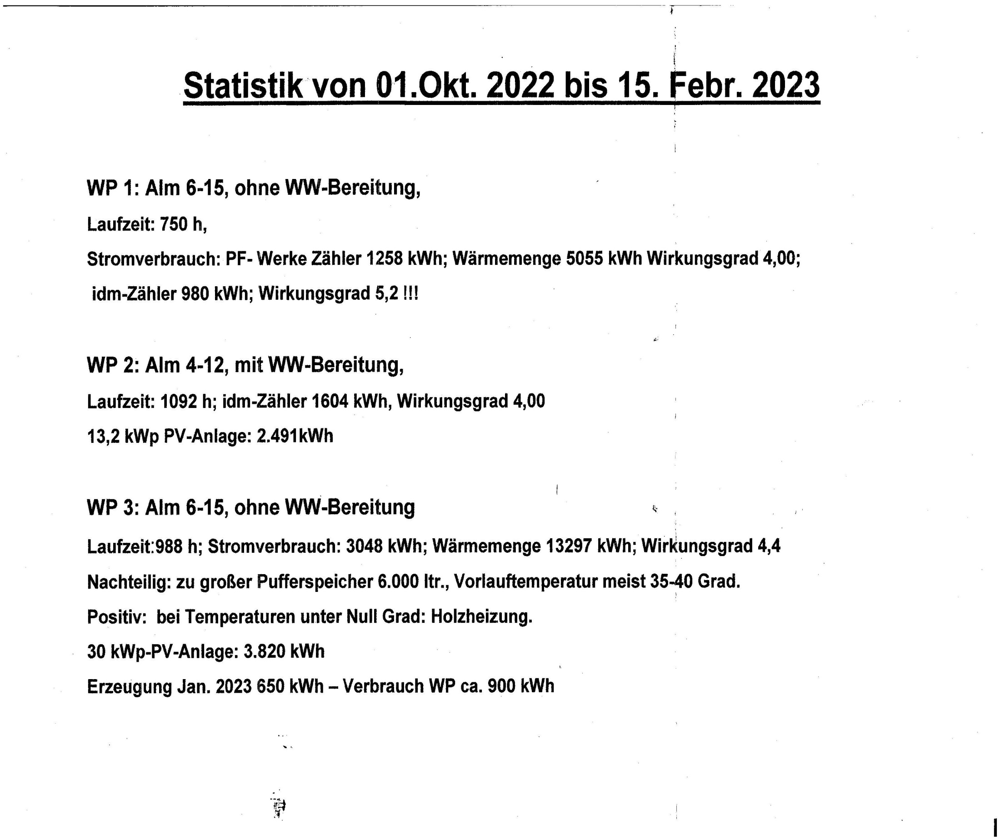 Statistik von 01.Okt. 2022 bis 15. Febr. 2023
WP 1: Alm 6-15, ohne WW-Bereitung,
Laufzeit: 750 h,
Stromverbrauch: PF- Werke Zähler 1258 kWh; Wärmemenge 5055 kWh Wirkungsgrad 4,00;
idm-Zähler 980 kWh; Wirkungsgrad 5,2 !!!
WP 2: Alm 4-12, mit WW-Bereitung,
Laufzeit: 1092 h; idm-Zähler 1604 kWh, Wirkungsgrad 4,00
13,2 kWp PV-Anlage: 2.491kWh
WP 3: Alm 6-15, ohne WW-Bereitung
Laufzeit:988 h; Stromverbrauch: 3048 kWh; Wärmemenge 13297 kWh; Wirkungsgrad 4,4
Nachteilig: zu großer Pufferspeicher 6.000 ltr., Vorlauftemperatur meist 35-40 Grad.
Positiv: bei Temperaturen unter Null Grad: Holzheizung.
30 kWp-PV-Anlage: 3.820 kWh
Erzeugung Jan. 2023 650 kWh – Verbrauch WP ca. 900 kWh